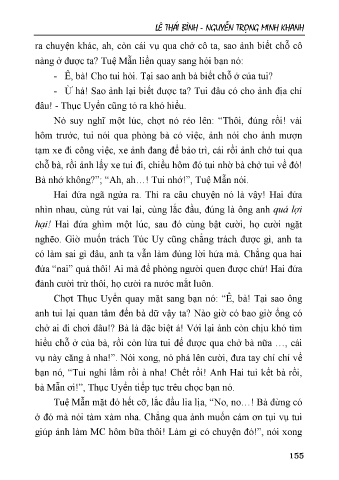 LÊ THÁI BÌNH - NGUYỄN TRỌNG MINH KHANH
ra chuyện khác, ah, còn cái vụ qua chở cô ta, sao ảnh biết chỗ cô
nàng ở được ta? Tuệ Mẫn liền quay sang hỏi bạn nó:
- Ê, bà! Cho tui hỏi. Tại sao anh bà biết chỗ ở của tui?
- Ừ há! Sao ảnh lại biết được ta? Tui đâu có cho ảnh địa chỉ
đâu! - Thục Uyển cũng tỏ ra khó hiểu.
Nó suy nghĩ một lúc, chợt nó réo lên: “Thôi, đúng rồi! vài
hôm trước, tui nói qua phòng bà có việc, ảnh nói cho ảnh mượn
tạm xe đi công việc, xe ảnh đang để bảo trì, cái rồi ảnh chở tui qua
chỗ bà, rồi ảnh lấy xe tui đi, chiều hôm đó tui nhờ bà chở tui về đó!
Bà nhớ không?”; “Ah, ah…! Tui nhớ!”, Tuệ Mẫn nói.
Hai đứa ngã ngửa ra. Thì ra câu chuyện nó là vậy! Hai đứa
nhìn nhau, cùng rút vai lại, cùng lắc đầu, đúng là ông anh quá lợi
hại! Hai đứa ghìm một lúc, sau đó cùng bật cười, họ cười ngặt
nghẽo. Giờ muốn trách Túc Uy cũng chẳng trách được gì, anh ta
có làm sai gì đâu, anh ta vẫn làm đúng lời hứa mà. Chẳng qua hai
đứa “nai” quá thôi! Ai mà đề phòng người quen được chứ! Hai đứa
đành cười trừ thôi, họ cười ra nước mắt luôn.
Chợt Thục Uyển quay mặt sang bạn nó: “Ê, bà! Tại sao ông
anh tui lại quan tâm đến bà dữ vậy ta? Nào giờ có bao giờ ổng có
chở ai đi chơi đâu!? Bà là đặc biệt á! Với lại ảnh còn chịu khó tìm
hiểu chỗ ở của bà, rồi còn lừa tui để được qua chở bà nữa …, cái
vụ này căng à nha!”. Nói xong, nó phá lên cười, đưa tay chỉ chỉ về
bạn nó, “Tui nghi lắm rồi à nha! Chết rồi! Anh Hai tui kết bà rồi,
bà Mẫn ơi!”, Thục Uyển tiếp tục trêu chọc bạn nó.
Tuệ Mẫn mặt đỏ hết cỡ, lắc đầu lia lịa, “No, no…! Bà đừng có
ở đó mà nói tàm xàm nha. Chẳng qua ảnh muốn cám ơn tụi vụ tui
giúp ảnh làm MC hôm bữa thôi! Làm gì có chuyện đó!”, nói xong
155